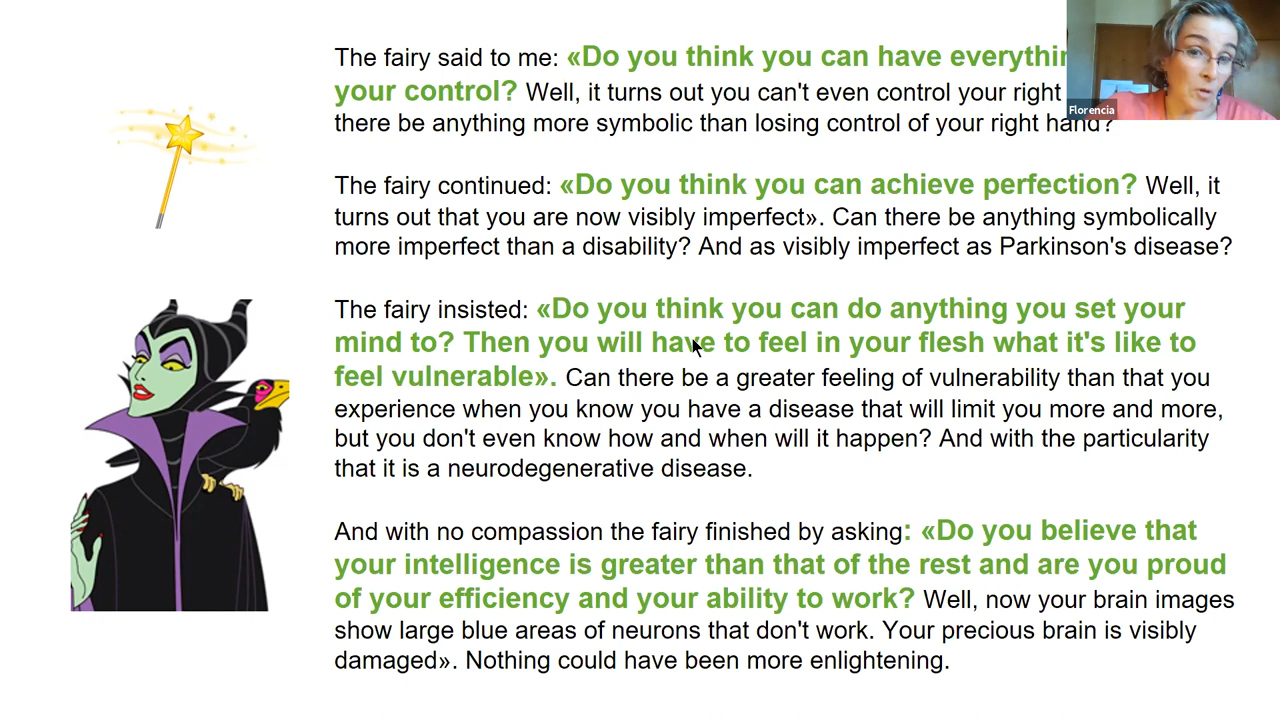 The fairy said to me: «Do you think you can have
your control? Well, it turns out you can't even control your right
there be anything more symbolic than losing control of your right hand?
Florencia
The fairy continued: «Do you think you can achieve perfection? Well, it
turns out that you are now visibly imperfect». Can there be anything symbolically
more imperfect than a disability? And as visibly imperfect as Parkinson's disease?
The fairy insisted: «Do you think you can do anything you set your
mind to? Then you will have to feel in your flesh what it's like to
feel vulnerable». Can there be a greater feeling of vulnerability than that you
experience when you know you have a disease that will limit you more and more,
but you don't even know how and when will it happen? And with the particularity
that it is a neurodegenerative disease.
And with no compassion the fairy finished by asking: «Do you believe that
your intelligence is greater than that of the rest and are you proud
of your efficiency and your ability to work? Well, now your brain images
show large blue areas of neurons that don't work. Your precious brain is visibly
damaged». Nothing could have been more enlightening.